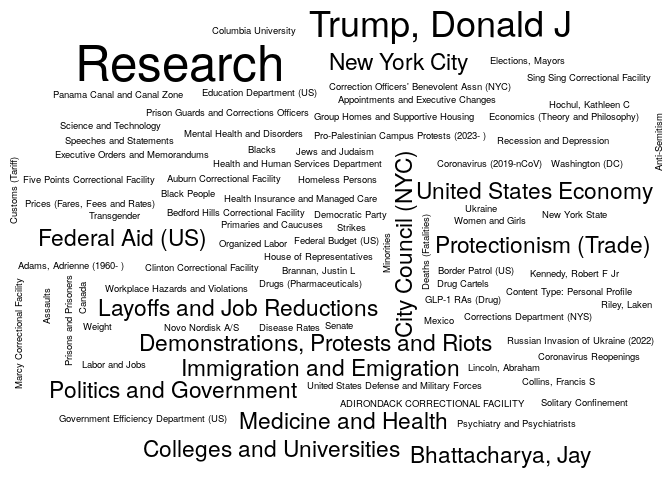 Columbia University
Trump, Donald J
Research
New York City
Elections, Mayors
Sing Sing Correctional Facility
Panama Canal and Canal Zone
Education Department (US)
Correction Officers' Benevolent Assn (NYC)
Appointments and Executive Changes
Hochul, Kathleen C
Prison Guards and Corrections Officers
Group Homes and Supportive Housing
Economics (Theory and Philosophy)
Science and Technology
Mental Health and Disorders
Pro-Palestinian Campus Protests (2023- )
Speeches and Statements
Recession and Depression
Anti-Semitism
Executive Orders and Memorandums
Blacks
Jews and Judaism
Health and Human Services Department
Coronavirus (2019-nCoV)
Washington (DC)
Customs (Tariff)
Five Points Correctional Facility
Auburn Correctional Facility
Homeless Persons
City Council (NYC)
United States Economy
Black People
Health Insurance and Managed Care
Prices (Fares, Fees and Rates)
Transgender
Bedford Hills Correctional Facility
Democratic Party
Ukraine
New York State
Women and Girls
Primaries and Caucuses
Strikes
Federal Aid (US)
Organized Labor
Federal Budget (US)
Minorities
Deaths (Fatalities)
Protectionism (Trade)
House of Representatives
Adams, Adrienne (1960- )
Clinton Correctional Facility
Brannan, Justin L
Border Patrol (US)
Kennedy, Robert F Jr
Drugs (Pharmaceuticals)
Drug Cartels
Marcy Correctional Facility
Assaults
Prisons and Prisoners
Canada
Workplace Hazards and Violations
Content Type: Personal Profile
GLP-1 RAs (Drug)
Riley, Laken
Layoffs and Job Reductions
Mexico
Corrections Department (NYS)
Weight
Novo Nordisk A/S
Disease Rates
Senate
Demonstrations, Protests and Riots
Russian Invasion of Ukraine (2022)
Coronavirus Reopenings
Labor and Jobs
Immigration and Emigration
Lincoln, Abraham
Politics and Government
United States Defense and Military Forces
Collins, Francis S
ADIRONDACK CORRECTIONAL FACILITY
Solitary Confinement
Government Efficiency Department (US)
Medicine and Health
Psychiatry and Psychiatrists
Colleges and Universities
Bhattacharya, Jay